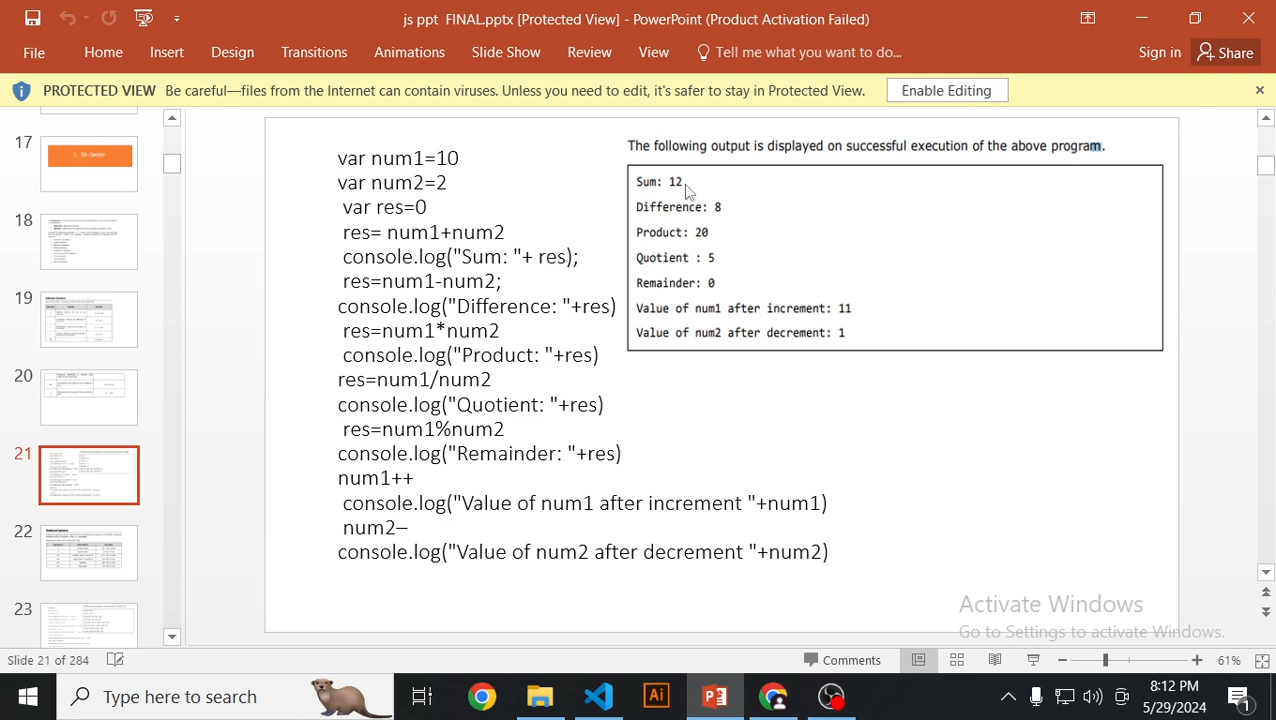 js ppt  FINAL.pptx [Protected View] - PowerPoint (Product Activation Failed)
File Home Insert Design Transitions Animations Slide Show Review View Tell me what you want to do... Sign in Share
PROTECTED VIEW Be careful—files from the Internet can contain viruses. Unless you need to edit, it's safer to stay in Protected View. Enable Editing
17
18
19
20
21
22
23
var num1=10
var num2=2
var res=0
res= num1+num2
console.log("Sum: "+ res);
res=num1-num2;
console.log("Difference: "+res)
res=num1*num2
console.log("Product: "+res)
res=num1/num2
console.log("Quotient: "+res)
res=num1%num2
console.log("Remainder: "+res)
num1++
console.log("Value of num1 after increment "+num1)
num2–
console.log("Value of num2 after decrement "+num2)
The following output is displayed on successful execution of the above program.
Sum: 12
Difference: 8
Product: 20
Quotient : 5
Remainder: 0
Value of num1 after increment: 11
Value of num2 after decrement: 1
Activate Windows
Go to Settings to activate Windows.
Slide 21 of 284 Comments 61%
Type here to search
Ai
8:12 PM
5/29/2024
1